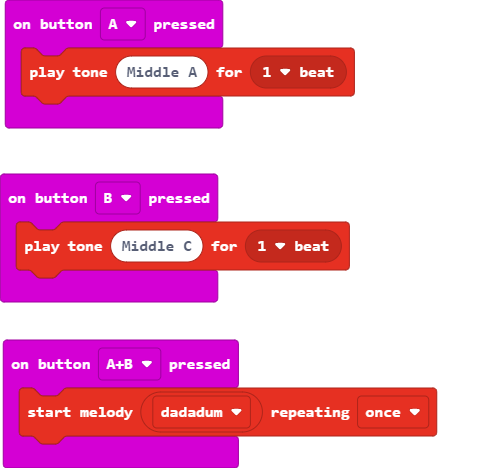 on button A pressed
play tone Middle A for 1 beat
on button B pressed
play tone Middle C for 1 beat
on button A+B pressed
start melody dadadum repeating once